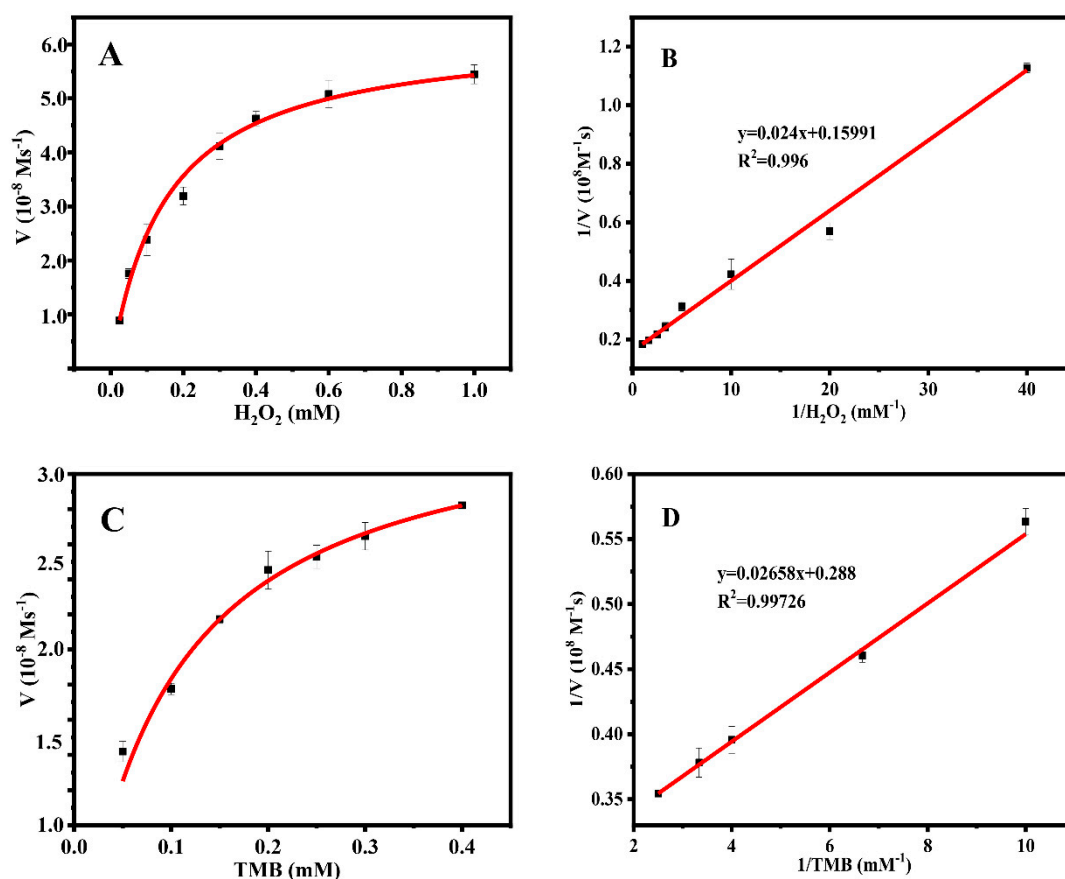 A
6.0
5.0
4.0
3.0
2.0
1.0
V (10⁻⁸ Ms⁻¹)
0.0 0.2 0.4 0.6 0.8 1.0
H₂O₂ (mM)
B
y=0.024x+0.15991
R²=0.996
1.2
1.0
0.8
0.6
0.4
0.2
1/V (10⁸M⁻¹s)
0 10 20 30 40
1/H₂O₂ (mM⁻¹)
C
3.0
2.5
2.0
1.5
1.0
V (10⁻⁸ Ms⁻¹)
0.0 0.1 0.2 0.3 0.4
TMB (mM)
D
y=0.02658x+0.288
R²=0.99726
0.60
0.55
0.50
0.45
0.40
0.35
1/V (10⁸ M⁻¹s)
2 4 6 8 10
1/TMB (mM⁻¹)